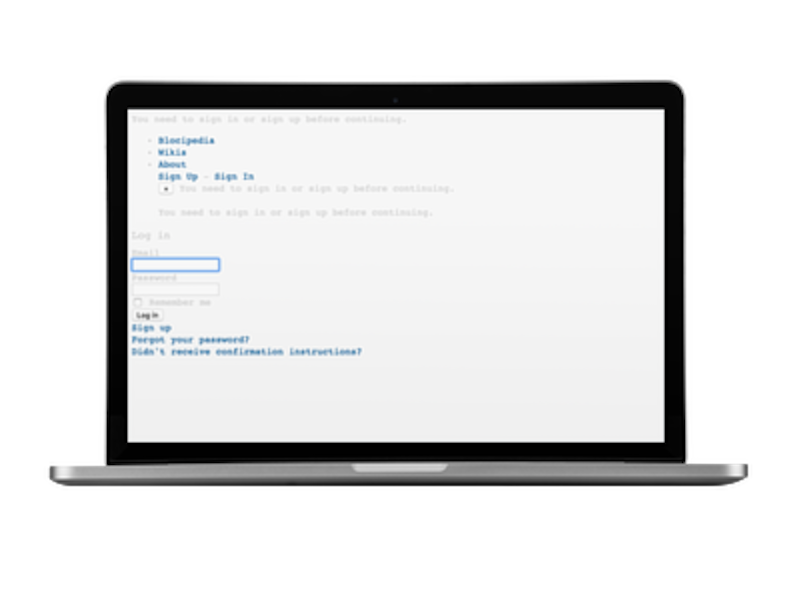 You need to sign in or sign up before continuing.
Blocipedia
Wikis
About
Sign Up - Sign In
× You need to sign in or sign up before continuing.
You need to sign in or sign up before continuing.
Log in
Email
Password
Remember me
Log in
Sign up
Forgot your password?
Didn't receive confirmation instructions?